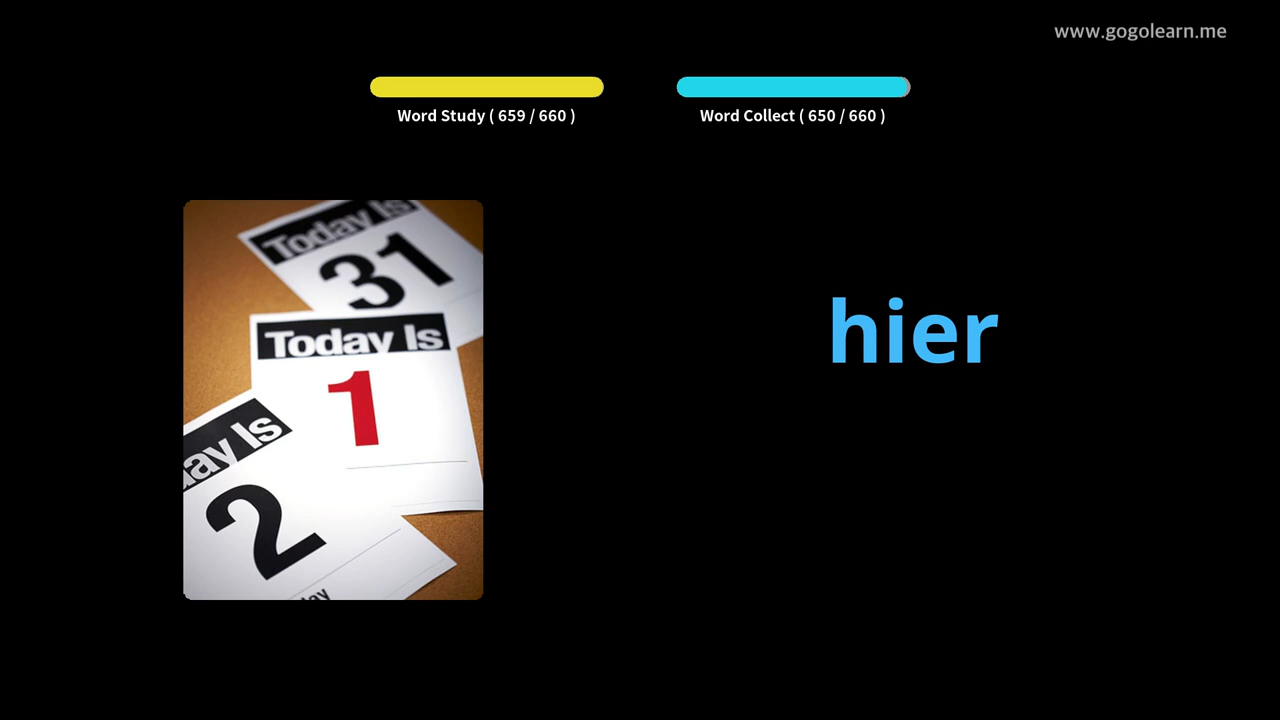 www.gogolearn.me
Word Study ( 659 / 660 )
Word Collect ( 650 / 660 )
Today Is
31
Today Is
1
ay Is
2
ay
hier